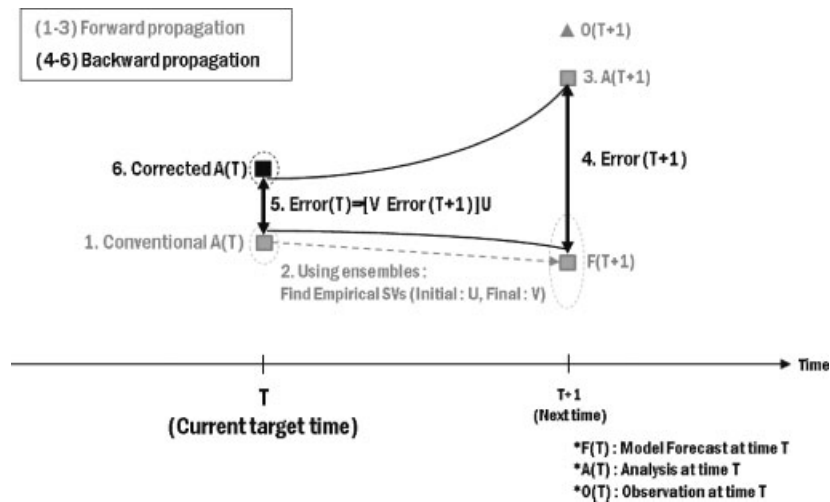 (1-3) Forward propagation
(4-6) Backward propagation
O(T+1)
3. A(T+1)
4. Error (T+1)
6. Corrected A(T)
5. Error(T)=[V Error (T+1)]U
1. Conventional A(T)
F(T+1)
2. Using ensembles :
Find Empirical SVs (Initial : U, Final : V)
Time
T
(Current target time)
T+1
(Next time)
*F(T) : Model Forecast at time T
*A(T) : Analysis at time T
*O(T) : Observation at time T